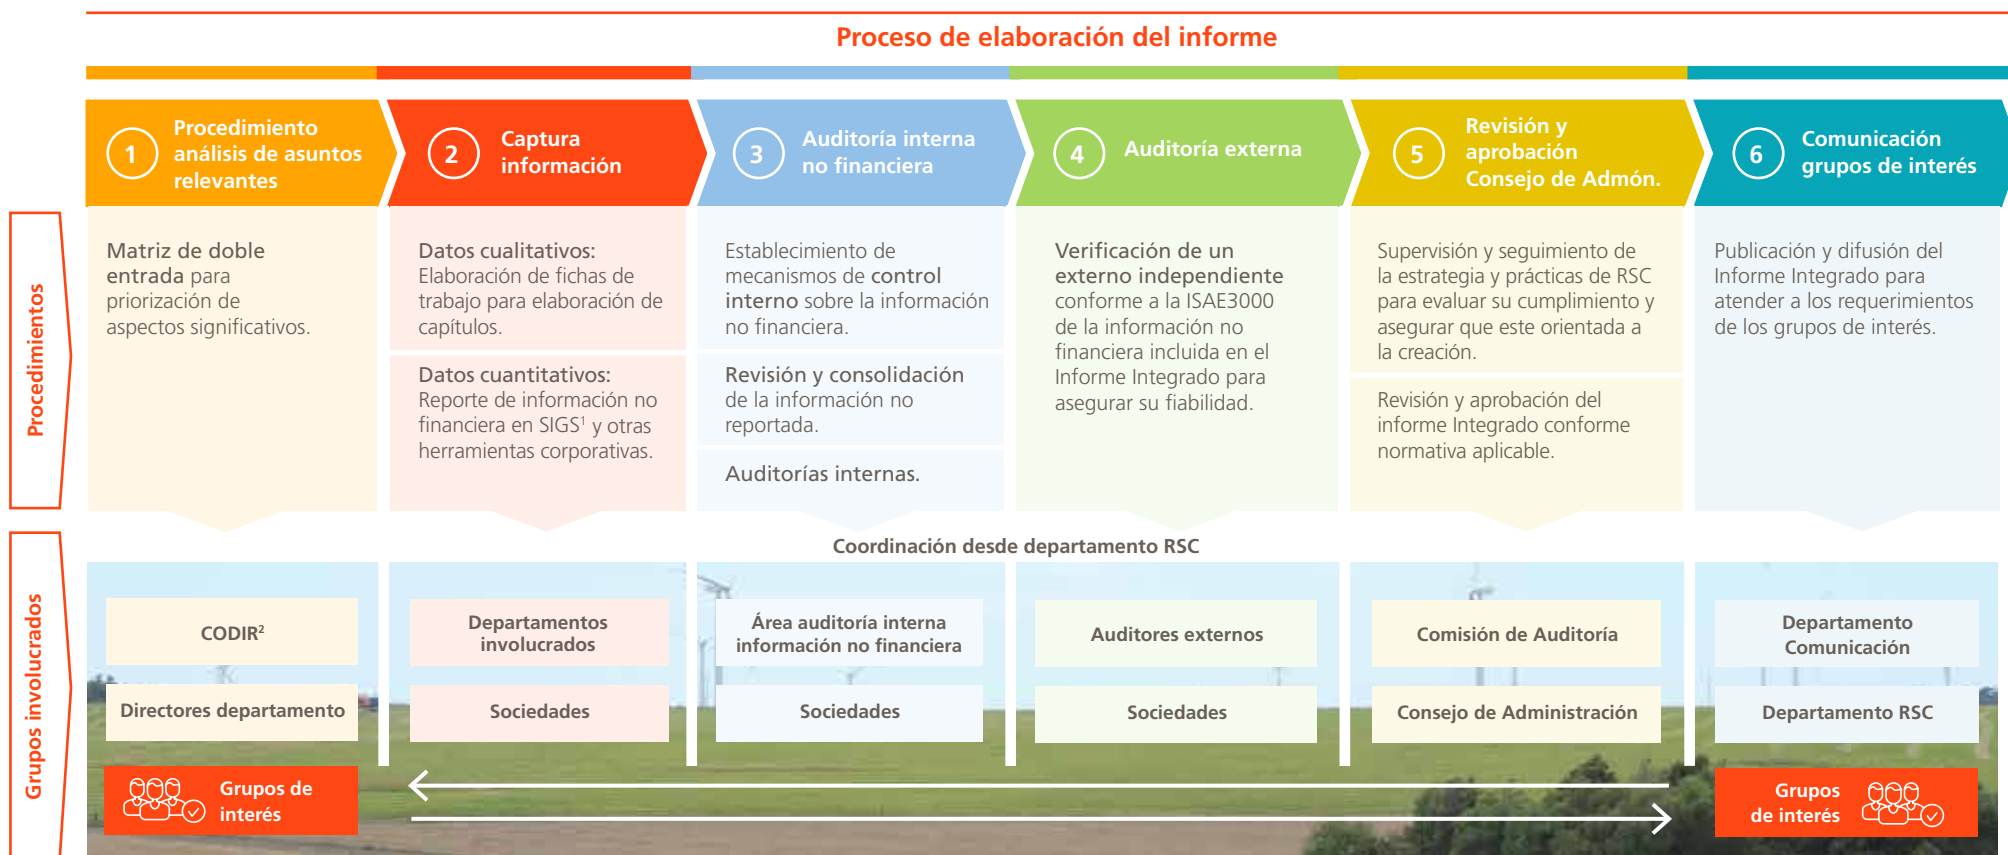 Proceso de elaboración del informe
1
Procedimiento
análisis de asuntos
relevantes
2
Captura
información
3
Auditoría interna
no financiera
4
Auditoría externa
5
Revisión y
aprobación
Consejo de Admón.
6
Comunicación
grupos de interés
Procedimientos
Matriz de doble
entrada para
priorización de
aspectos significativos.
Datos cualitativos:
Elaboración de fichas de
trabajo para elaboración de
capítulos.
Datos cuantitativos:
Reporte de información no
financiera en SIGS¹ y otras
herramientas corporativas.
Establecimiento de
mecanismos de control
interno sobre la información
no financiera.
Revisión y consolidación
de la información no
reportada.
Auditorías internas.
Verificación de un
externo independiente
conforme a la ISAE3000
de la información no
financiera incluida en el
Informe Integrado para
asegurar su fiabilidad.
Supervisión y seguimiento de
la estrategia y prácticas de RSC
para evaluar su cumplimiento y
asegurar que este orientada a
la creación.
Revisión y aprobación del
informe Integrado conforme
normativa aplicable.
Publicación y difusión del
Informe Integrado para
atender a los requerimientos
de los grupos de interés.
Coordinación desde departamento RSC
Grupos involucrados
CODIR²
Directores departamento
Departamentos
involucrados
Sociedades
Área auditoría interna
información no financiera
Sociedades
Auditores externos
Sociedades
Comisión de Auditoría
Consejo de Administración
Departamento
Comunicación
Departamento RSC
Grupos de
interés
Grupos
de interés